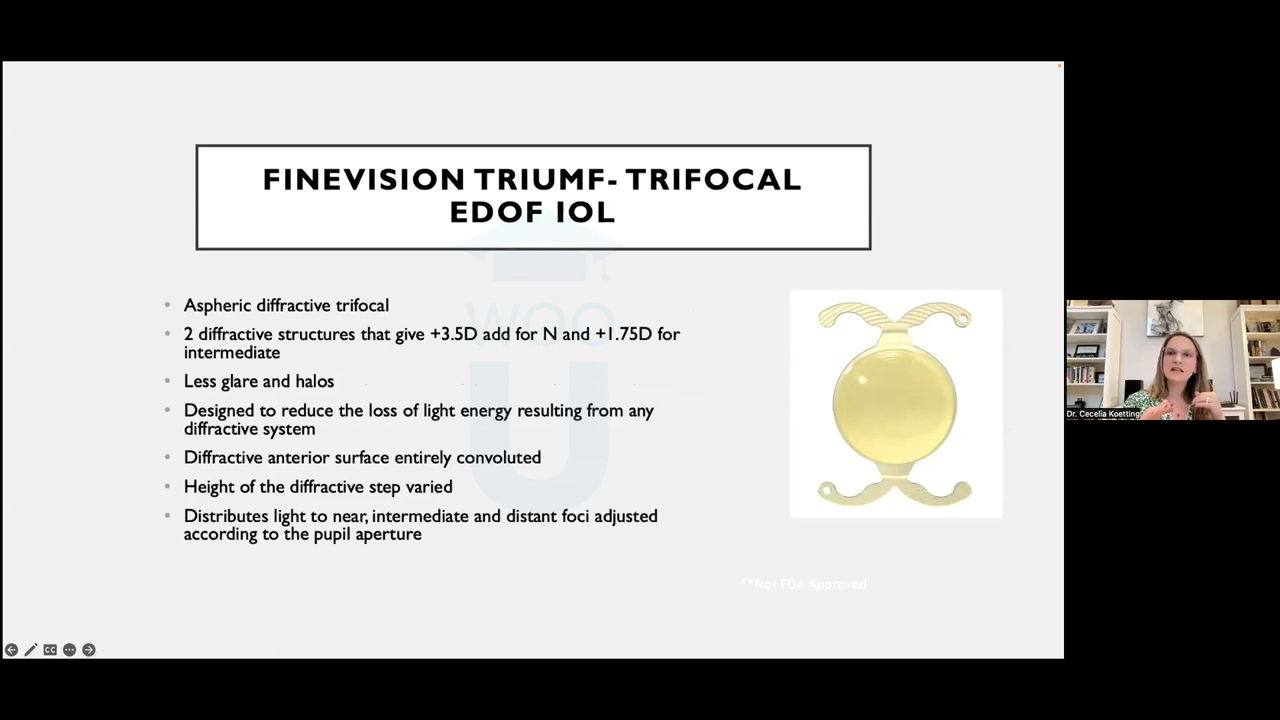 FINEVISION TRIUMF- TRIFOCAL
EDOF IOL
WOO
U
• Aspheric diffractive trifocal
• 2 diffractive structures that give +3.5D add for N and +1.75D for
intermediate
• Less glare and halos
• Designed to reduce the loss of light energy resulting from any
diffractive system
• Diffractive anterior surface entirely convoluted
• Height of the diffractive step varied
• Distributes light to near, intermediate and distant foci adjusted
according to the pupil aperture
**Not FDA Approved
CC
Dr. Cecelia Koetting